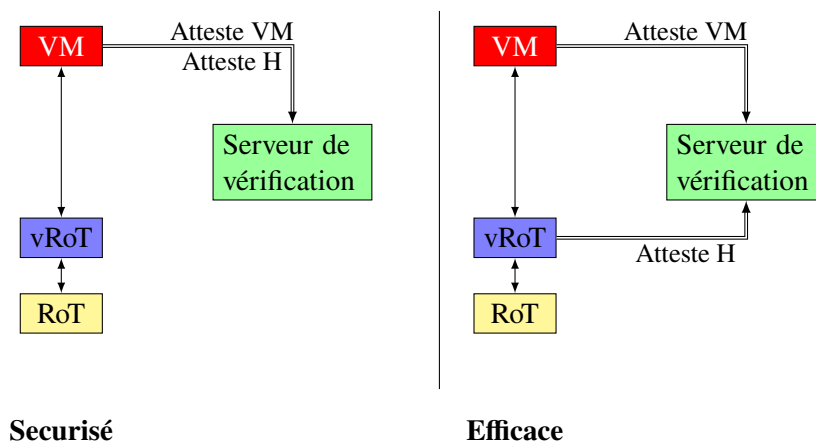 VM
Atteste VM
Atteste H
Serveur de
vérification
vRoT
RoT
Securisé
VM
Atteste VM
Serveur de
vérification
vRoT
Atteste H
RoT
Efficace